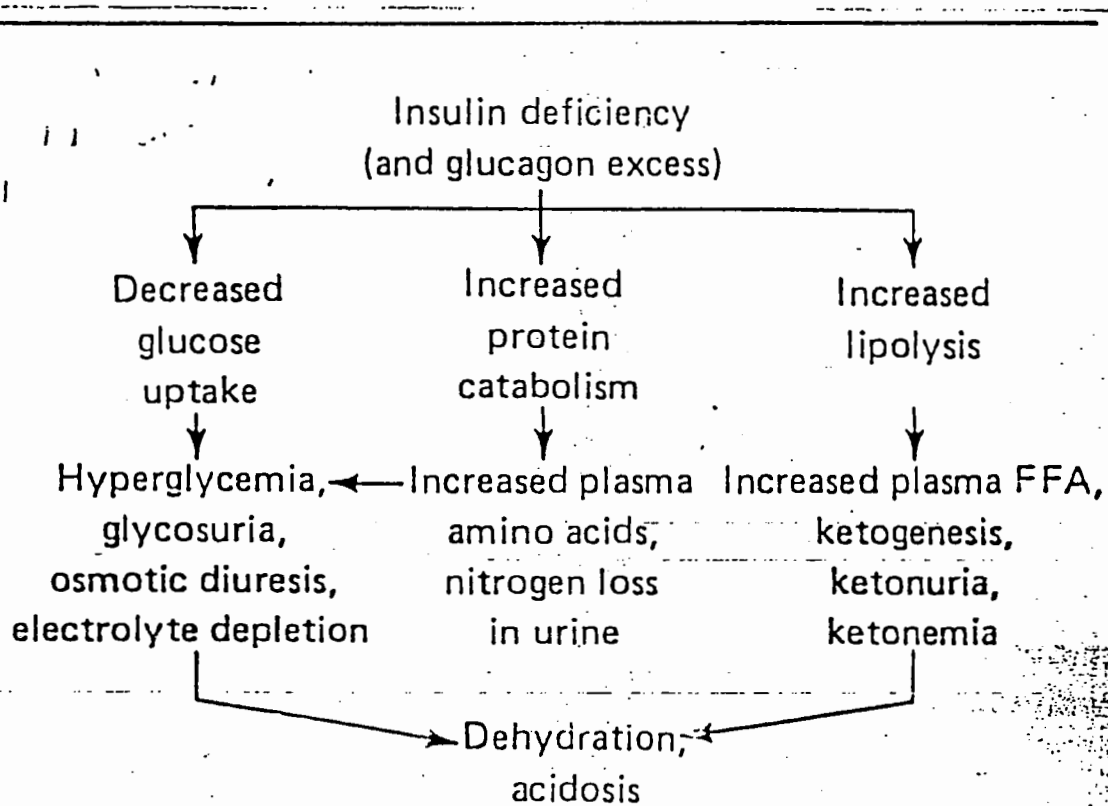 Insulin deficiency
(and glucagon excess)
Decreased
glucose
uptake
Increased
protein
catabolism
Increased
lipolysis
Hyperglycemia,
glycosuria,
osmotic diuresis,
electrolyte depletion
Increased plasma
amino acids,
nitrogen loss
in urine
Increased plasma FFA,
ketogenesis,
ketonuria,
ketonemia
Dehydration,
acidosis